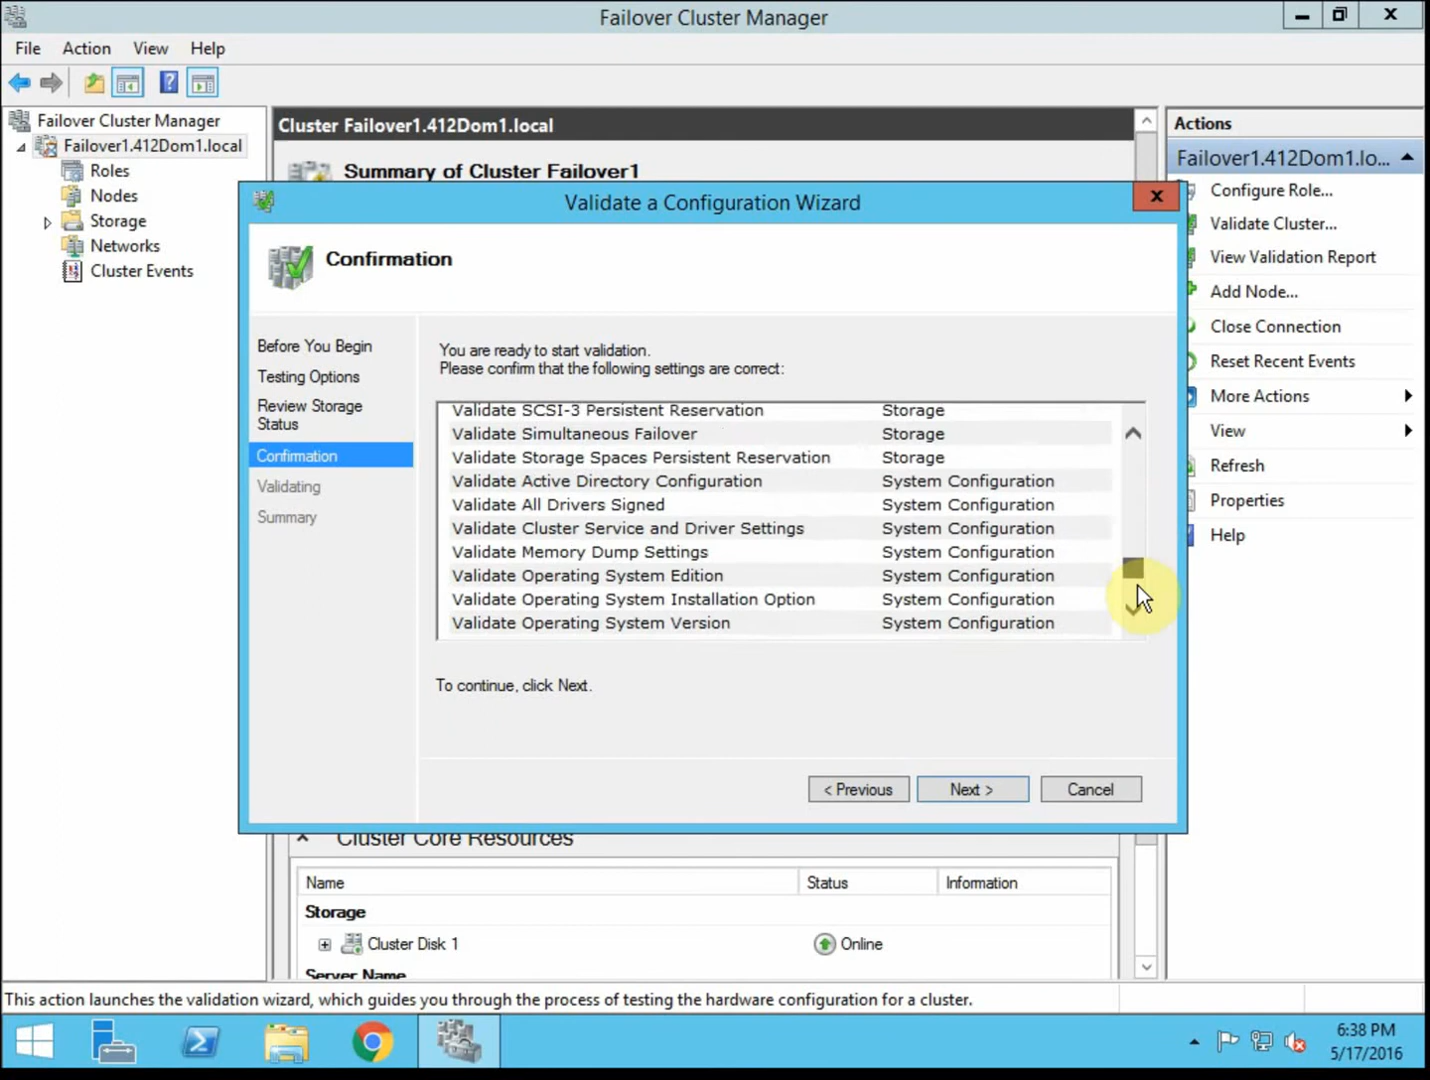 Failover Cluster Manager
File Action View Help
Failover Cluster Manager
Failover1.412Dom1.local
Roles
Nodes
Storage
Networks
Cluster Events
Cluster Failover1.412Dom1.local
Summary of Cluster Failover1
Validate a Configuration Wizard
Confirmation
Before You Begin
Testing Options
Review Storage
Status
Confirmation
Validating
Summary
You are ready to start validation.
Please confirm that the following settings are correct:
Validate SCSI-3 Persistent Reservation Storage
Validate Simultaneous Failover Storage
Validate Storage Spaces Persistent Reservation Storage
Validate Active Directory Configuration System Configuration
Validate All Drivers Signed System Configuration
Validate Cluster Service and Driver Settings System Configuration
Validate Memory Dump Settings System Configuration
Validate Operating System Edition System Configuration
Validate Operating System Installation Option System Configuration
Validate Operating System Version System Configuration
To continue, click Next.
< Previous Next > Cancel
Cluster Core Resources
Name Status Information
Storage
Cluster Disk 1 Online
Server Name
Actions
Failover1.412Dom1.lo...
Configure Role...
Validate Cluster...
View Validation Report
Add Node...
Close Connection
Reset Recent Events
More Actions
View
Refresh
Properties
Help
This action launches the validation wizard, which guides you through the process of testing the hardware configuration for a cluster.
6:38 PM
5/17/2016